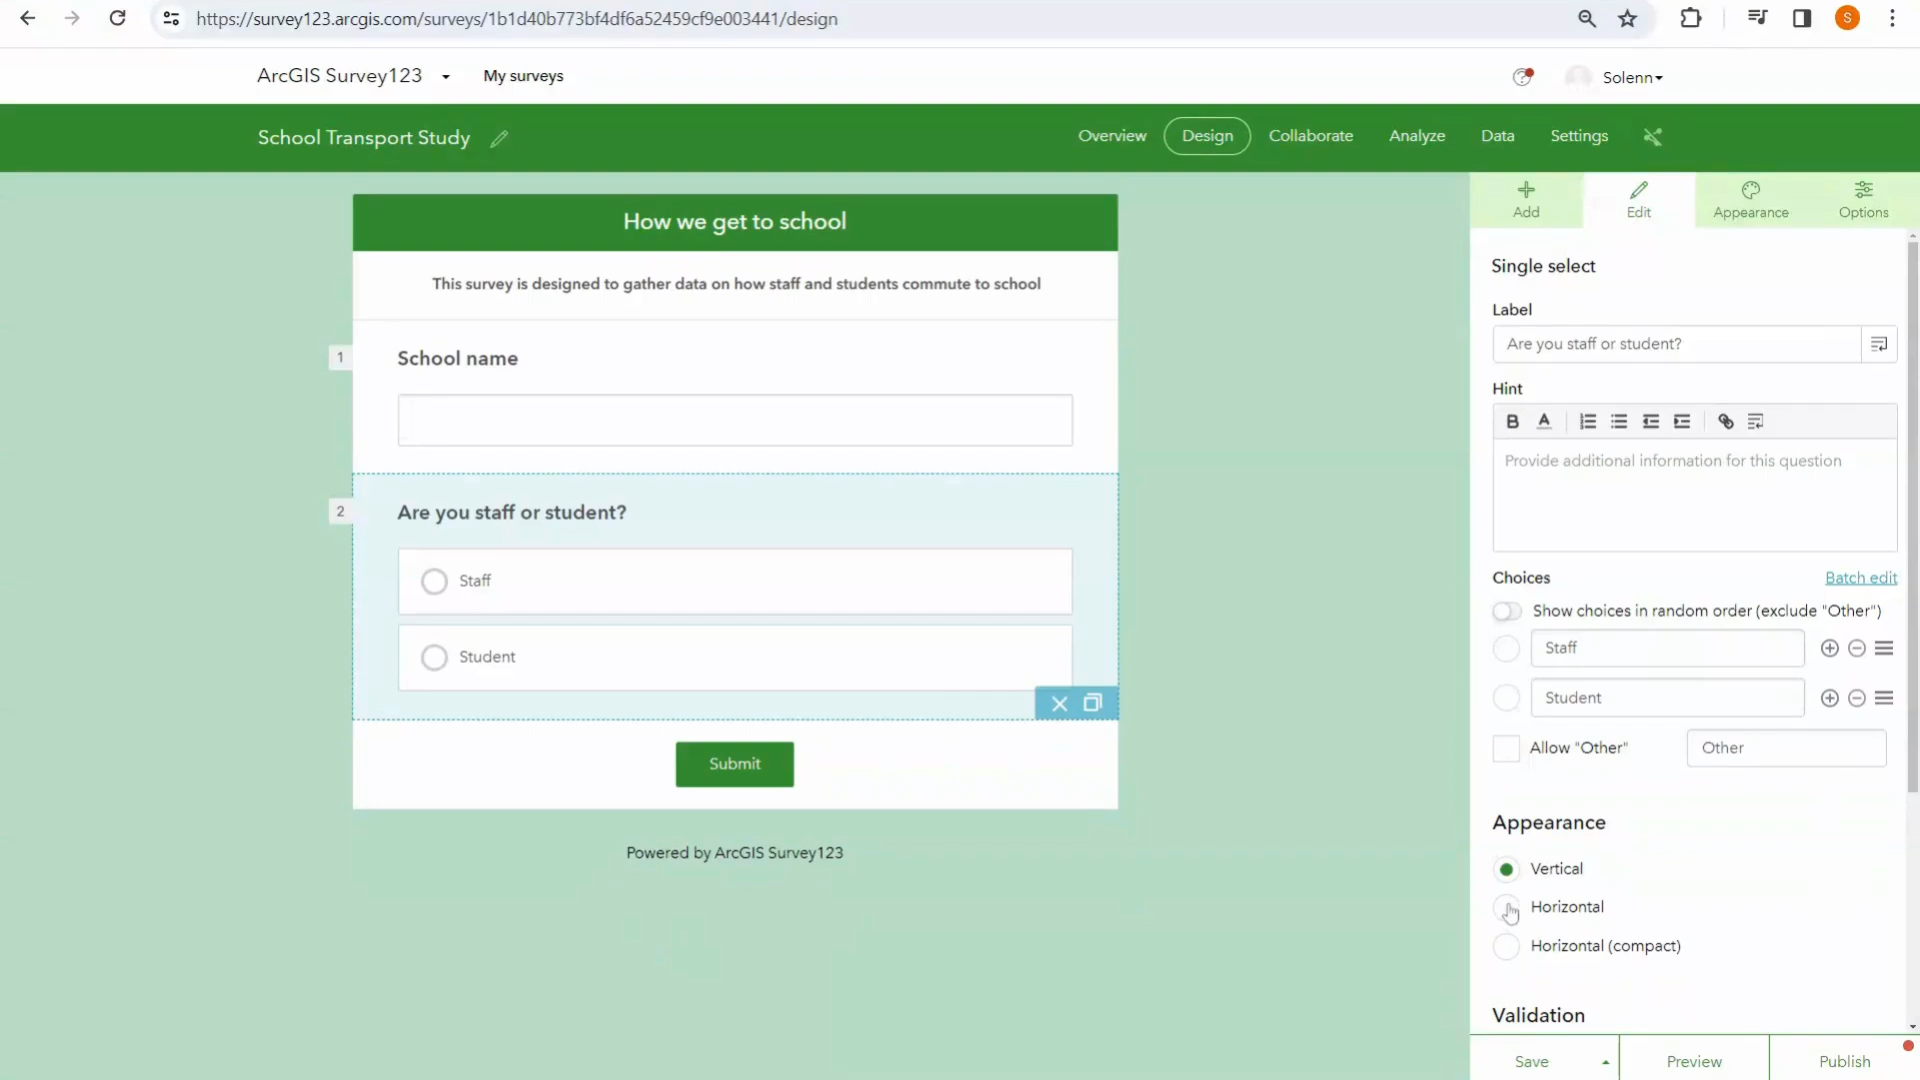 https://survey123.arcgis.com/surveys/1b1d40b773bf4df6a52459cf9e003441/design
S
ArcGIS Survey123
My surveys
Solenn
School Transport Study
Overview
Design
Collaborate
Analyze
Data
Settings
Add
Edit
Appearance
Options
How we get to school
This survey is designed to gather data on how staff and students commute to school
1
School name
2
Are you staff or student?
Staff
Student
Submit
Powered by ArcGIS Survey123
Single select
Label
Are you staff or student?
Hint
B A
Provide additional information for this question
Choices
Batch edit
Show choices in random order (exclude "Other")
Staff
Student
Allow "Other"
Other
Appearance
Vertical
Horizontal
Horizontal (compact)
Validation
Save
Preview
Publish